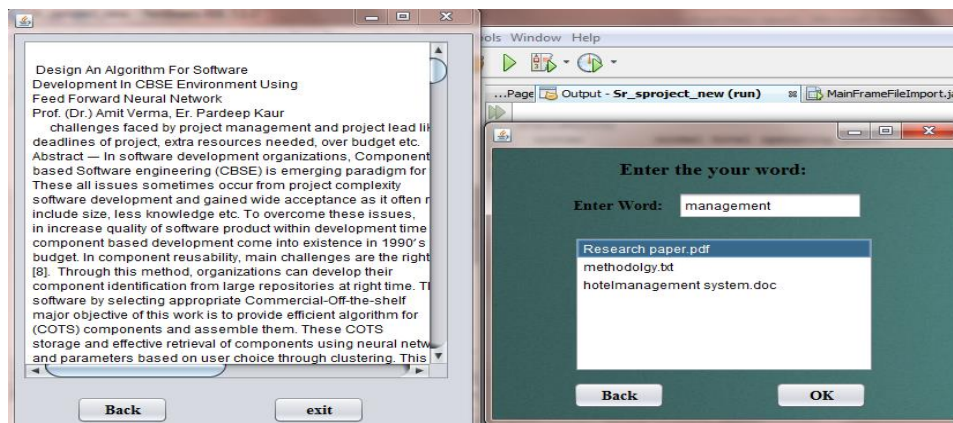 Design An Algorithm For Software
Development In CBSE Environment Using
Feed Forward Neural Network
Prof. (Dr.) Amit Verma, Er. Pardeep Kaur
challenges faced by project management and project lead
deadlines of project, extra resources needed, over budget etc.
Abstract — In software development organizations, Component
based Software engineering (CBSE) is emerging paradigm for
These all issues sometimes occur from project complexity
software development and gained wide acceptance as it often
include size, less knowledge etc. To overcome these issues,
in increase quality of software product within development time
component based development come into existence in 1990's
budget. In component reusability, main challenges are the right
[8]. Through this method, organizations can develop their
component identification from large repositories at right time.
software by selecting appropriate Commercial-Off-the-shelf
major objective of this work is to provide efficient algorithm for
(COTS) components and assemble them. These COTS
storage and effective retrieval of components using neural
and parameters based on user choice through clustering. This
Back exit
ols Window Help
...Page Output - Sr_sproject_new (run) MainFrameFileImport.ja
Enter the your word:
Enter Word: management
Research paper.pdf
methodolgy.txt
hotelmanagement system.doc
Back OK